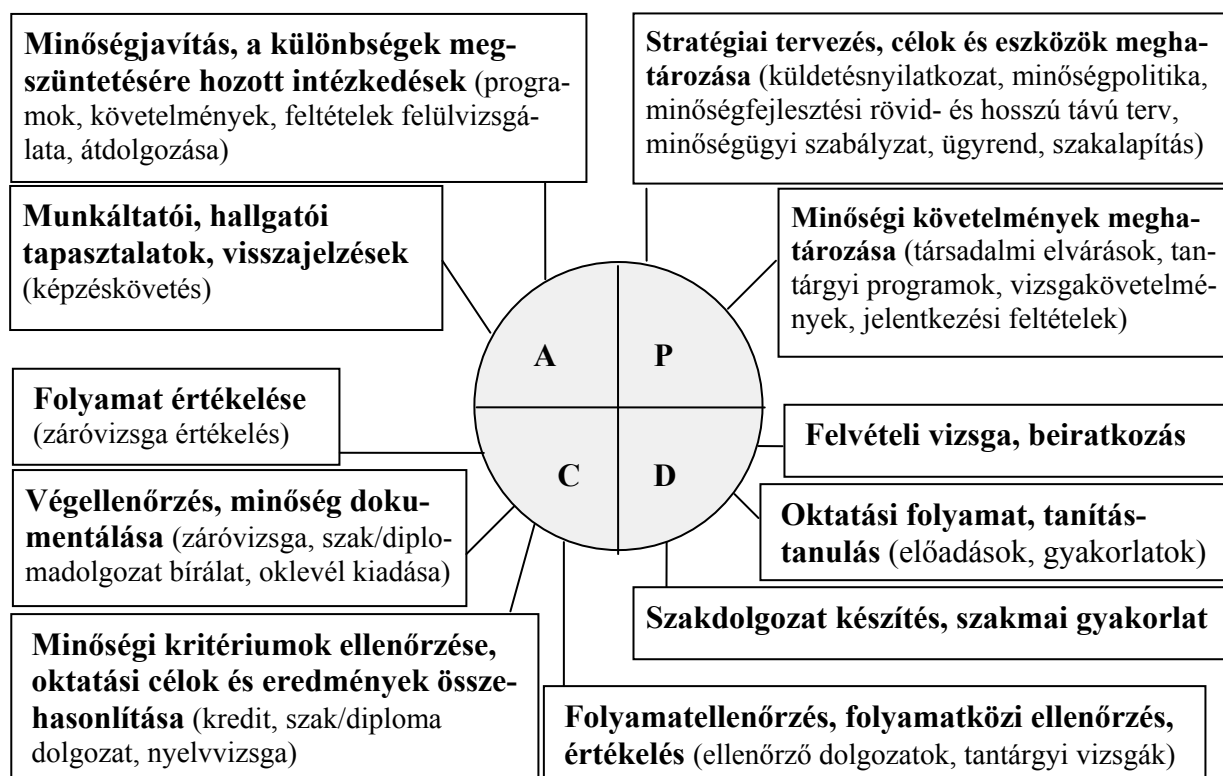 Minőségjavítás, a különbségek meg-
szüntetésére hozott intézkedések (progra-
mok, követelmények, feltételek felülvizsgá-
lata, átdolgozása)
Stratégiai tervezés, célok és eszközök megha-
tározása (küldetésnyilatkozat, minőségpolitika,
minőségfejlesztési rövid- és hosszú távú terv,
minőségügyi szabályzat, ügyrend, szakalapítás)
Munkáltatói, hallgatói
tapasztalatok, visszajelzések
(képzéskövetés)
Minőségi követelmények megha-
tározása (társadalmi elvárások, tan-
tárgyi programok, vizsgakövetelmé-
nyek, jelentkezési feltételek)
A
P
Folyamat értékelése
(záróvizsga értékelés)
Felvételi vizsga, beiratkozás
C
D
Végellenőrzés, minőség doku-
mentálása (záróvizsga, szak/diplo-
madolgozat bírálat, oklevél kiadása)
Oktatási folyamat, tanítás-
tanulás (előadások, gyakorlatok)
Szakdolgozat készítés, szakmai gyakorlat
Minőségi kritériumok ellenőrzése,
oktatási célok és eredmények össze-
hasonlítása (kredit, szak/diploma
dolgozat, nyelvvizsga)
Folyamatellenőrzés, folyamatközi ellenőrzés,
értékelés (ellenőrző dolgozatok, tantárgyi vizsgák)